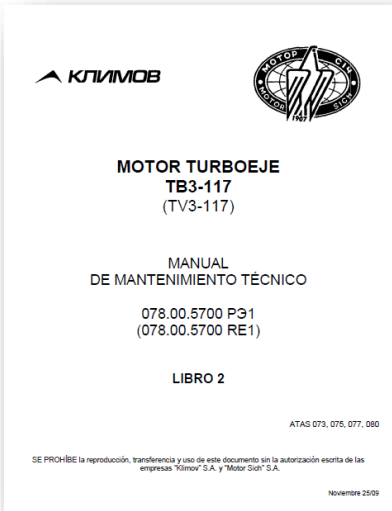 КЛИМОВ
МОТОР СІЧ
MOTOR SICH
1907
MOTOR TURBOEJE
ТВ3-117
(TV3-117)
MANUAL
DE MANTENIMIENTO TÉCNICO
078.00.5700 РЭ1
(078.00.5700 RE1)
LIBRO 2
ATAS 073, 075, 077, 080
SE PROHÍBE la reproducción, transferencia y uso de este documento sin la autorización escrita de las
empresas "Klimov" S.A. y "Motor Sich" S.A.
Noviembre 25/09